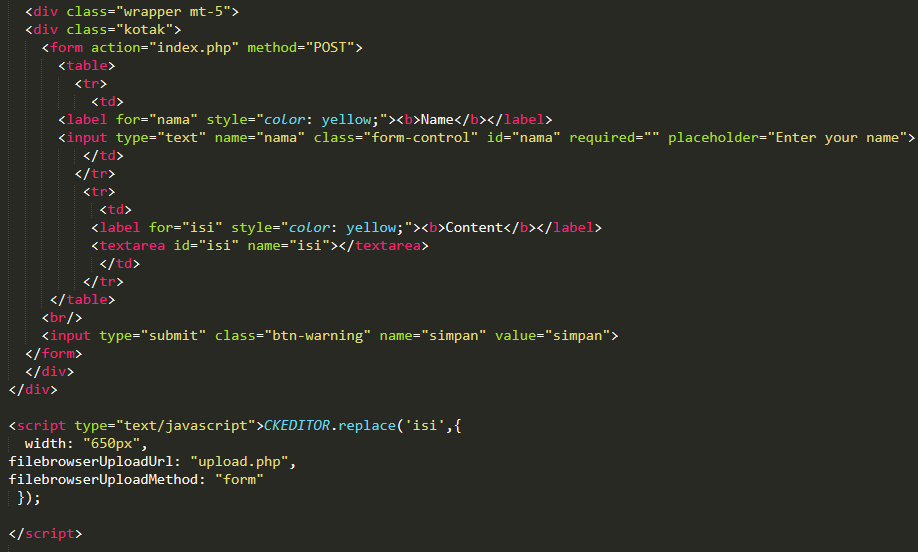 <div class="wrapper mt-5">
<div class="kotak">
<form action="index.php" method="POST">
<table>
<tr>
<td>
<label for="nama" style="color: yellow;"><b>Name</b></label>
<input type="text" name="nama" class="form-control" id="nama" required="" placeholder="Enter your name">
</td>
</tr>
<tr>
<td>
<label for="isi" style="color: yellow;"><b>Content</b></label>
<textarea id="isi" name="isi"></textarea>
</td>
</tr>
</table>
<br/>
<input type="submit" class="btn-warning" name="simpan" value="simpan">
</form>
</div>
</div>
<script type="text/javascript">CKEDITOR.replace('isi',{
width: "650px",
filebrowserUploadUrl: "upload.php",
filebrowserUploadMethod: "form"
});
</script>